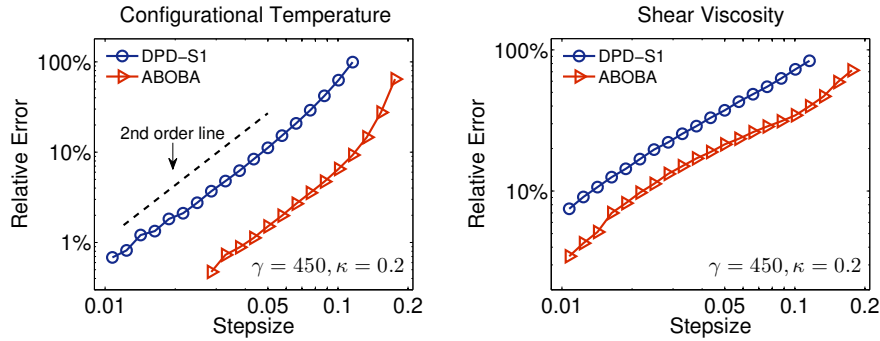 Configurational Temperature
100%
10%
1%
Relative Error
DPD-S1
ABOBA
2nd order line
γ = 450, κ = 0.2
0.01 0.05 0.1 0.2
Stepsize
Shear Viscosity
100%
10%
Relative Error
DPD-S1
ABOBA
γ = 450, κ = 0.2
0.01 0.05 0.1 0.2
Stepsize